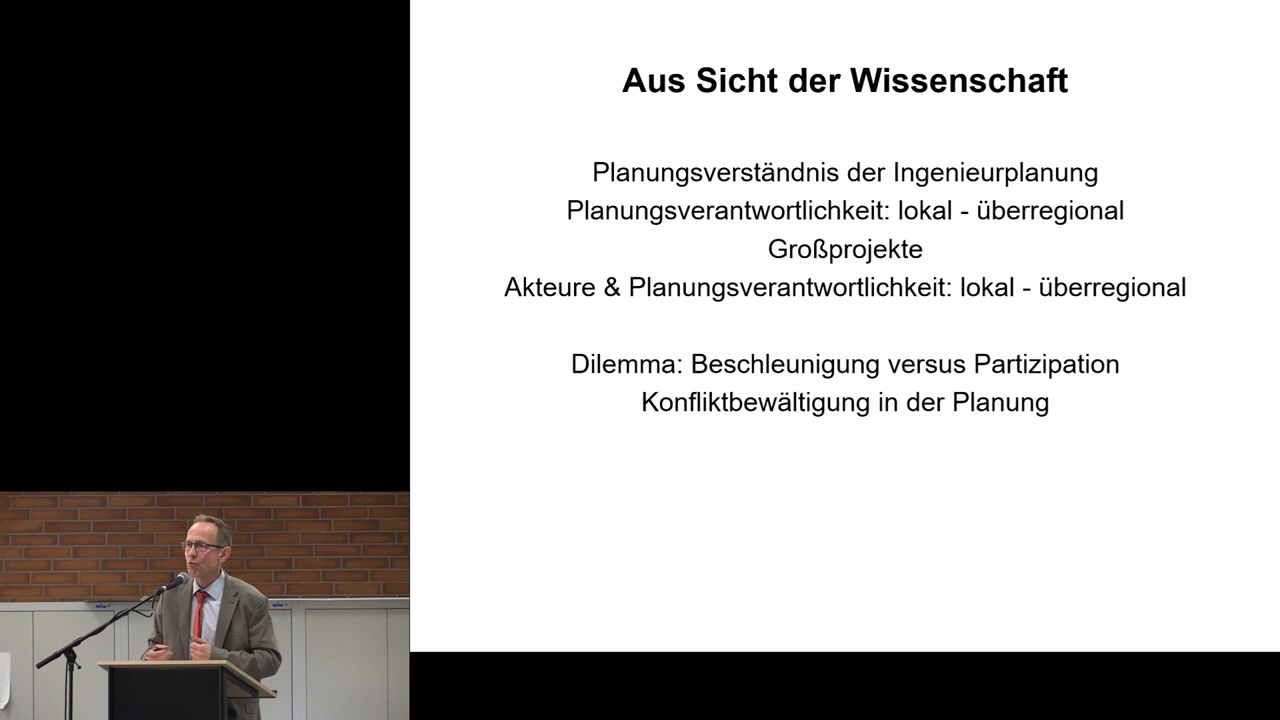 Aus Sicht der Wissenschaft
Planungsverständnis der Ingenieurplanung
Planungsverantwortlichkeit: lokal - überregional
Großprojekte
Akteure & Planungsverantwortlichkeit: lokal - überregional
Dilemma: Beschleunigung versus Partizipation
Konfliktbewältigung in der Planung